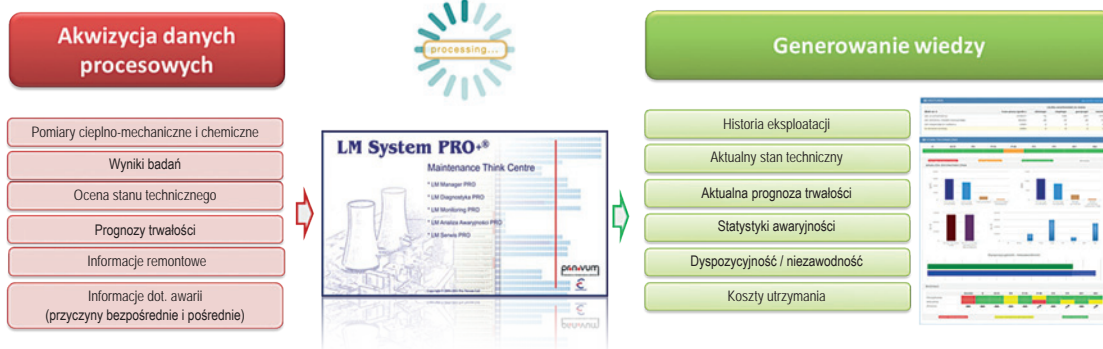 Akwizycja danych
procesowych
processing...
Generowanie wiedzy
Pomiary cieplno-mechaniczne i chemiczne
Wyniki badań
Ocena stanu technicznego
Prognozy trwałości
Informacje remontowe
Informacje dot. awarii
(przyczyny bezpośrednie i pośrednie)
LM System PRO+®
Maintenance Think Centre
* LM Manager PRO
* LM Diagnostyka PRO
* LM Monitoring PRO
* LM Analiza Awaryjności PRO
* LM Serwis PRO
pronovum
Historia eksploatacji
Aktualny stan techniczny
Aktualna prognoza trwałości
Statystyki awaryjności
Dyspozycyjność / niezawodność
Koszty utrzymania